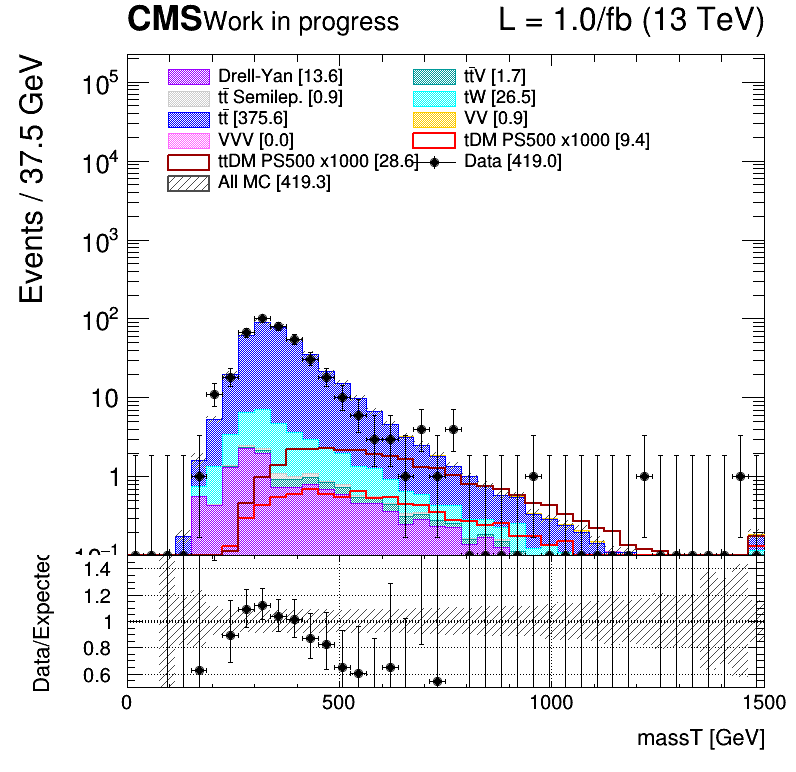 CMS Work in progress L = 1.0/fb (13 TeV)
Events / 37.5 GeV
10⁵
10⁴
10³
10²
10
1
10⁻¹
Drell-Yan [13.6]
tt̄V [1.7]
tt̄ Semilep. [0.9]
tW [26.5]
tt̄ [375.6]
VV [0.9]
VVV [0.0]
tDM PS500 x1000 [9.4]
ttDM PS500 x1000 [28.6]
Data [419.0]
All MC [419.3]
Data/Expected
1.4
1.2
1
0.8
0.6
0 500 1000 1500
massT [GeV]